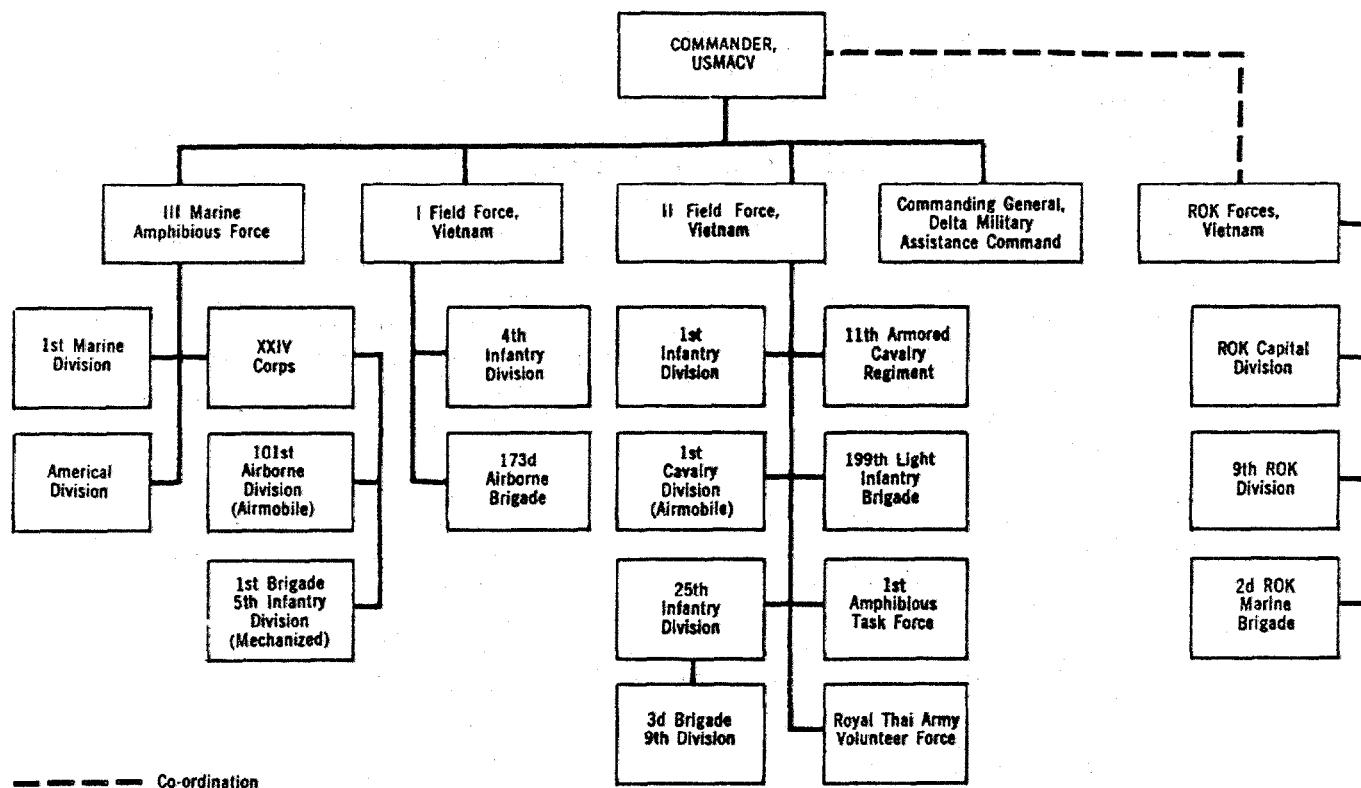 COMMANDER,
USMACV
III Marine
Amphibious Force
I Field Force,
Vietnam
II Field Force,
Vietnam
Commanding General,
Delta Military
Assistance Command
ROK Forces,
Vietnam
1st Marine
Division
XXIV
Corps
4th
Infantry
Division
1st
Infantry
Division
11th Armored
Cavalry
Regiment
ROK Capital
Division
Americal
Division
101st
Airborne
Division
(Airmobile)
173d
Airborne
Brigade
1st
Cavalry
Division
(Airmobile)
199th Light
Infantry
Brigade
9th ROK
Division
1st Brigade
5th Infantry
Division
(Mechanized)
25th
Infantry
Division
1st
Amphibious
Task Force
2d ROK
Marine
Brigade
3d Brigade
9th Division
Royal Thai Army
Volunteer Force
Co-ordination